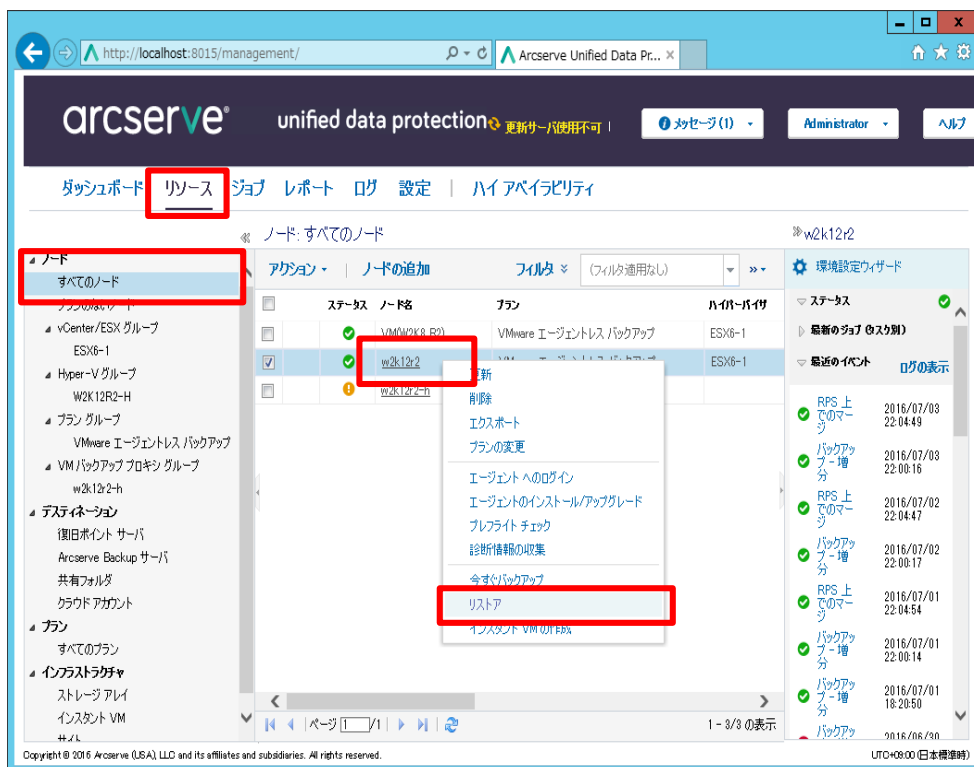 http://localhost:8015/management/
Arcserve Unified Data Pr...
arcserve®
unified data protection
更新サーバ使用不可
メッセージ(1)
Administrator
ヘルプ
ダッシュボード リソース ジョブ レポート ログ 設定 | ハイ アベイラビリティ
ノード
すべてのノード
vCenter/ESX グループ
ESX6-1
Hyper-V グループ
W2K12R2-H
プラン グループ
VMware エージェントレス バックアップ
VM バックアップ プロキシ グループ
w2k12r2-h
デスティネーション
復旧ポイント サーバ
Arcserve Backup サーバ
共有フォルダ
クラウド アカウント
プラン
すべてのプラン
インフラストラクチャ
ストレージ アレイ
インスタント VM
サイト
ノード: すべてのノード
アクション | ノードの追加
フィルタ (フィルタ適用なし)
ステータス ノード名 プラン ハイパーバイザ
VM(W2K8_R2) VMware エージェントレス バックアップ ESX6-1
w2k12r2 ESX6-1
w2k12r2-h
更新
削除
エクスポート
プランの変更
エージェント へのログイン
エージェントのインストール/アップグレード
プレフライト チェック
診断情報の収集
今すぐバックアップ
リストア
インスタント VM の作成
ページ 1 /1
1 - 3/3 の表示
w2k12r2
環境設定ウィザード
ステータス
最新のジョブ (タスク別)
最近のイベント ログの表示
RPS 上でのマージ 2016/07/03 22:04:49
バックアップ - 増分 2016/07/03 22:00:16
RPS 上でのマージ 2016/07/02 22:04:47
バックアップ - 増分 2016/07/02 22:00:17
RPS 上でのマージ 2016/07/01 22:04:54
バックアップ - 増分 2016/07/01 22:00:14
バックアップ - 増分 2016/07/01 18:20:50
バックアッ 2016/06/30
Copyright © 2016 Arcserve (USA), LLC and its affiliates and subsidiaries. All rights reserved.
UTC+09:00 (日本標準時)